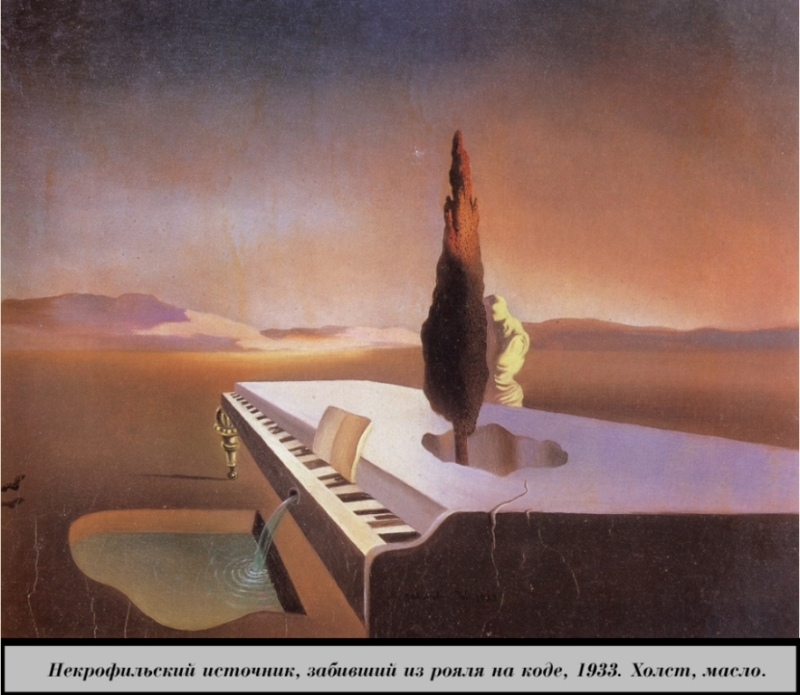 Некрофильский источник, забивший из рояля на коде, 1933. Холст, масло.